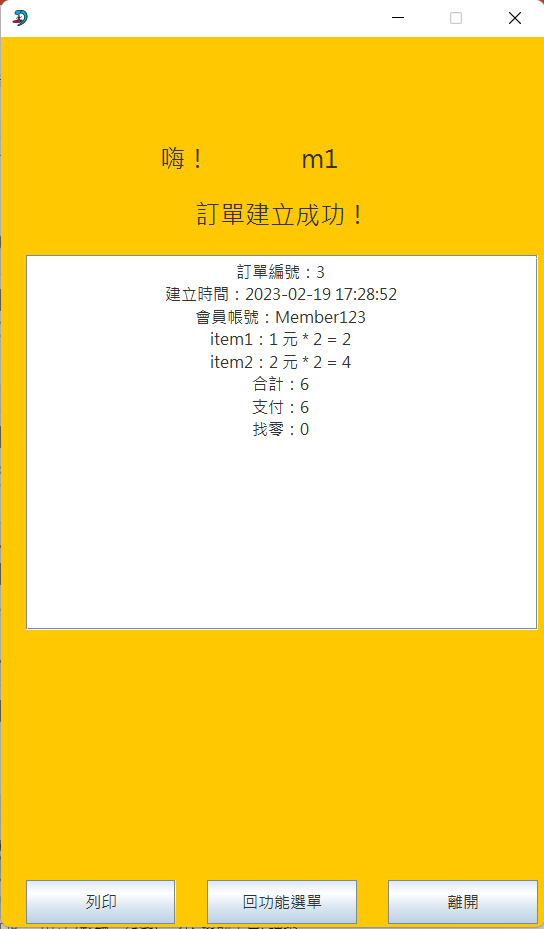 嗨！ m1
訂單建立成功！
訂單編號：3
建立時間：2023-02-19 17:28:52
會員帳號：Member123
item1：1 元 * 2 = 2
item2：2 元 * 2 = 4
合計：6
支付：6
找零：0
列印 回功能選單 離開